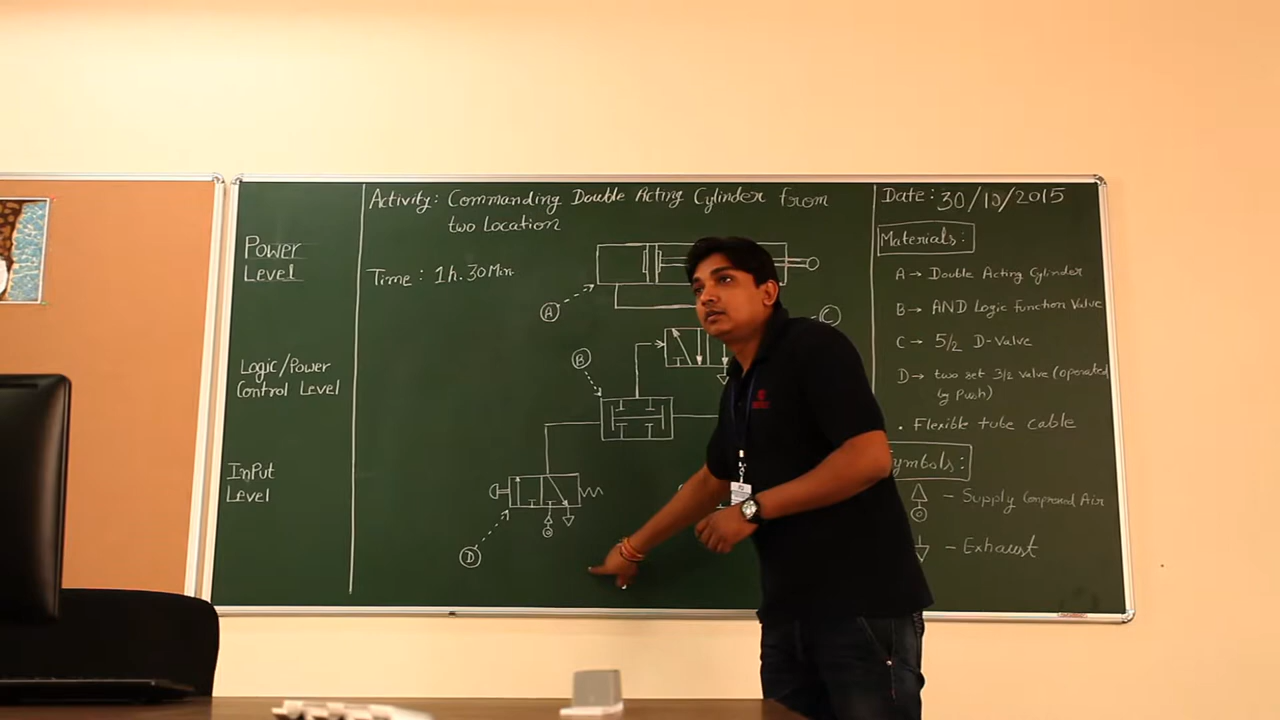 Power
Level
Logic/Power
Control Level
InPut
Level
Activity: Commanding Double Acting Cylinder from
two Location
Time: 1h.30Min
A
B
C
D
Date: 30/10/2015
Materials:
A→ Double Acting Cylinder
B→ AND Logic function Valve
C→ 5/2 D-Valve
D→ two set 3/2 valve (operated
by Push)
. Flexible tube cable
ymbols:
– Supply Compressed Air
– Exhaust